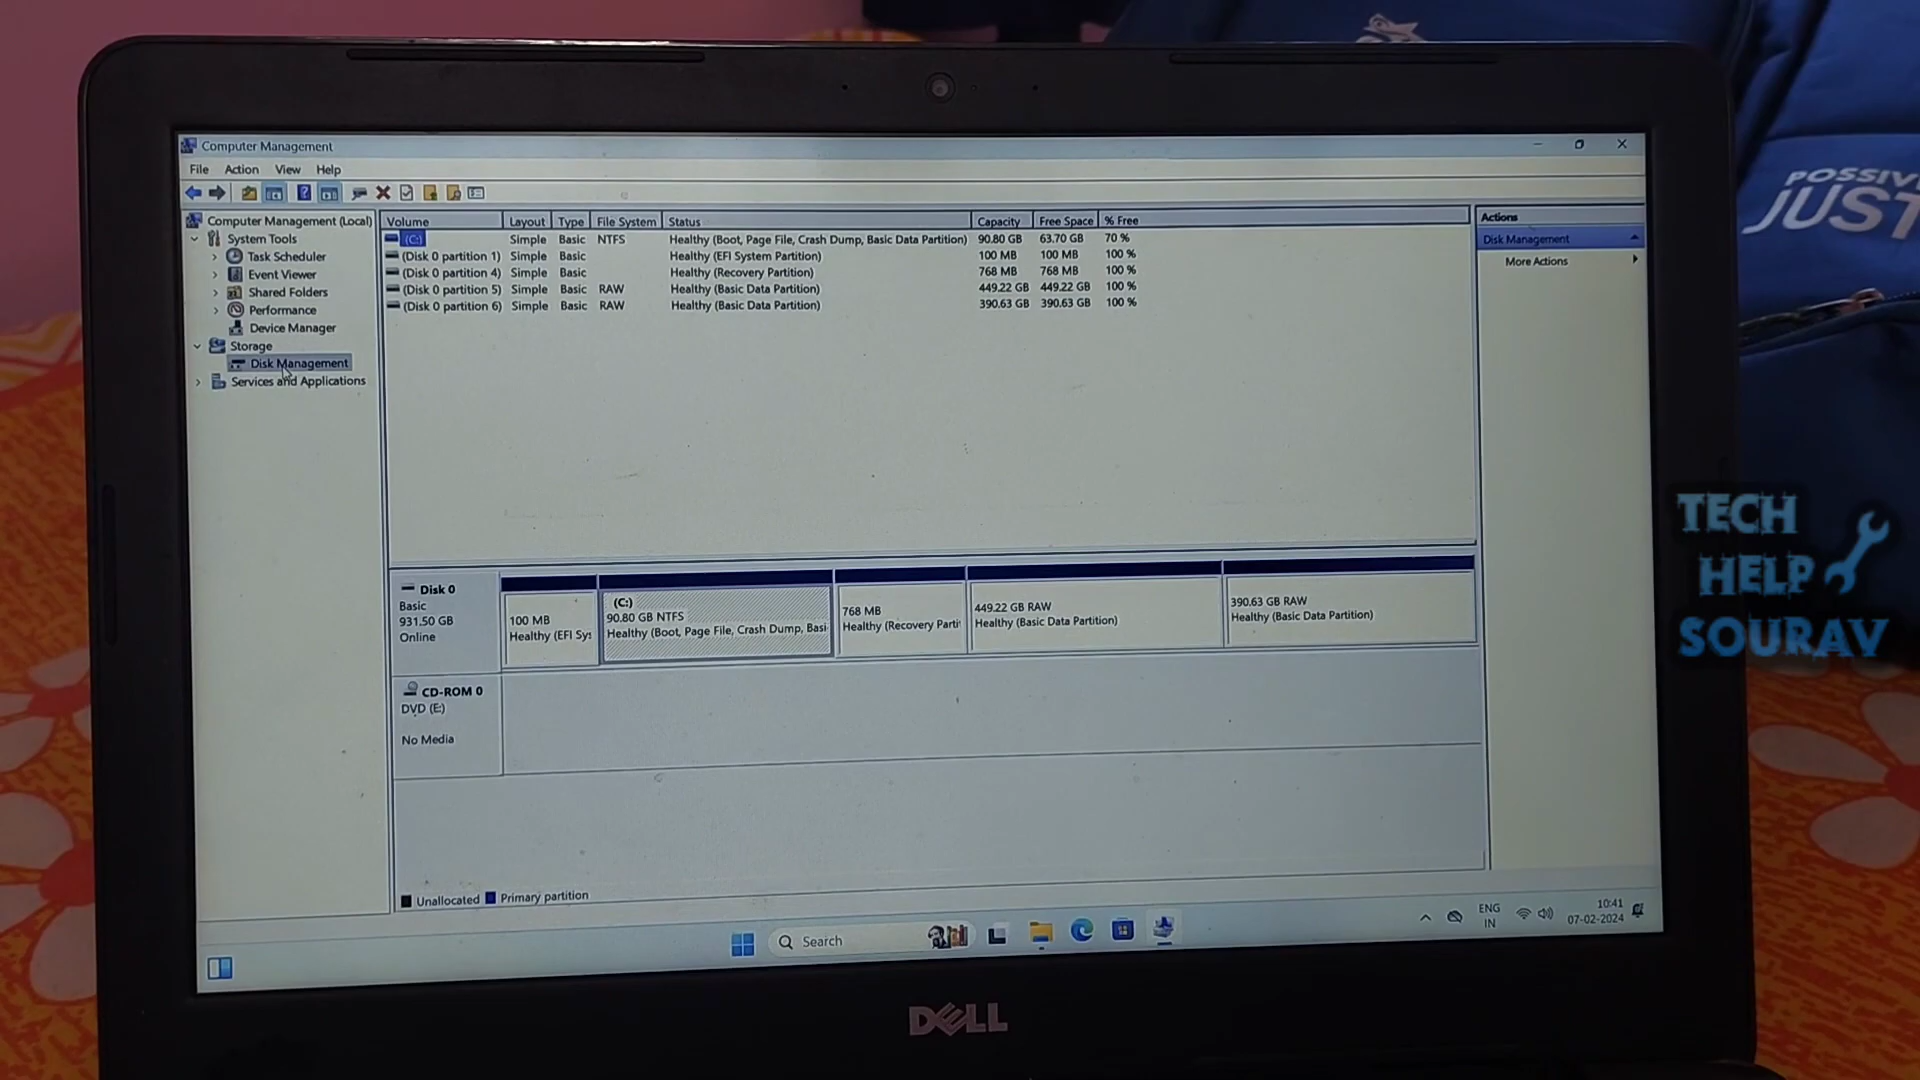 POSSIV
JUST
Computer Management
File Action View Help
Computer Management (Local)
System Tools
Task Scheduler
Event Viewer
Shared Folders
Performance
Device Manager
Storage
Disk Management
Services and Applications
Volume Layout Type File System Status Capacity Free Space % Free
(C:) Simple Basic NTFS Healthy (Boot, Page File, Crash Dump, Basic Data Partition) 90.80 GB 63.70 GB 70 %
(Disk 0 partition 1) Simple Basic Healthy (EFI System Partition) 100 MB 100 MB 100 %
(Disk 0 partition 4) Simple Basic Healthy (Recovery Partition) 768 MB 768 MB 100 %
(Disk 0 partition 5) Simple Basic RAW Healthy (Basic Data Partition) 449.22 GB 449.22 GB 100 %
(Disk 0 partition 6) Simple Basic RAW Healthy (Basic Data Partition) 390.63 GB 390.63 GB 100 %
Actions
Disk Management
More Actions
Disk 0
Basic
931.50 GB
Online
100 MB
Healthy (EFI Sys
(C:)
90.80 GB NTFS
Healthy (Boot, Page File, Crash Dump, Basi
768 MB
Healthy (Recovery Parti
449.22 GB RAW
Healthy (Basic Data Partition)
390.63 GB RAW
Healthy (Basic Data Partition)
CD-ROM 0
DVD (E:)
No Media
Unallocated Primary partition
Search
ENG
IN
10:41
07-02-2024
DELL
TECH
HELP
SOURAV